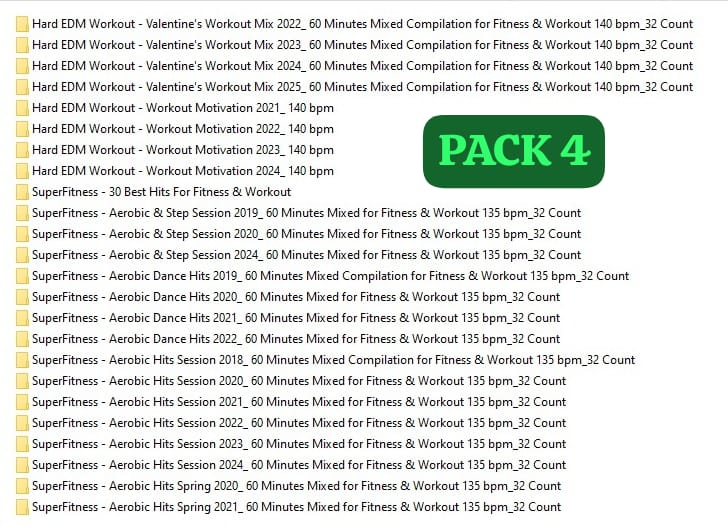 Hard EDM Workout - Valentine's Workout Mix 2022_ 60 Minutes Mixed Compilation for Fitness & Workout 140 bpm_32 Count
Hard EDM Workout - Valentine's Workout Mix 2023_ 60 Minutes Mixed Compilation for Fitness & Workout 140 bpm_32 Count
Hard EDM Workout - Valentine's Workout Mix 2024_ 60 Minutes Mixed Compilation for Fitness & Workout 140 bpm_32 Count
Hard EDM Workout - Valentine's Workout Mix 2025_ 60 Minutes Mixed Compilation for Fitness & Workout 140 bpm_32 Count
Hard EDM Workout - Workout Motivation 2021_ 140 bpm
Hard EDM Workout - Workout Motivation 2022_ 140 bpm
Hard EDM Workout - Workout Motivation 2023_ 140 bpm
Hard EDM Workout - Workout Motivation 2024_ 140 bpm
PACK 4
SuperFitness - 30 Best Hits For Fitness & Workout
SuperFitness - Aerobic & Step Session 2019_ 60 Minutes Mixed for Fitness & Workout 135 bpm_32 Count
SuperFitness - Aerobic & Step Session 2020_ 60 Minutes Mixed for Fitness & Workout 135 bpm_32 Count
SuperFitness - Aerobic & Step Session 2024_ 60 Minutes Mixed for Fitness & Workout 135 bpm_32 Count
SuperFitness - Aerobic Dance Hits 2019_ 60 Minutes Mixed Compilation for Fitness & Workout 135 bpm_32 Count
SuperFitness - Aerobic Dance Hits 2020_ 60 Minutes Mixed for Fitness & Workout 135 bpm_32 Count
SuperFitness - Aerobic Dance Hits 2021_ 60 Minutes Mixed for Fitness & Workout 135 bpm_32 Count
SuperFitness - Aerobic Dance Hits 2022_ 60 Minutes Mixed for Fitness & Workout 135 bpm_32 Count
SuperFitness - Aerobic Hits Session 2018_ 60 Minutes Mixed Compilation for Fitness & Workout 135 bpm_32 Count
SuperFitness - Aerobic Hits Session 2020_ 60 Minutes Mixed for Fitness & Workout 135 bpm_32 Count
SuperFitness - Aerobic Hits Session 2021_ 60 Minutes Mixed for Fitness & Workout 135 bpm_32 Count
SuperFitness - Aerobic Hits Session 2022_ 60 Minutes Mixed for Fitness & Workout 135 bpm_32 Count
SuperFitness - Aerobic Hits Session 2023_ 60 Minutes Mixed for Fitness & Workout 135 bpm_32 Count
SuperFitness - Aerobic Hits Session 2024_ 60 Minutes Mixed for Fitness & Workout 135 bpm_32 Count
SuperFitness - Aerobic Hits Spring 2020_ 60 Minutes Mixed for Fitness & Workout 135 bpm_32 Count
SuperFitness - Aerobic Hits Spring 2021_ 60 Minutes Mixed for Fitness & Workout 135 bpm_32 Count